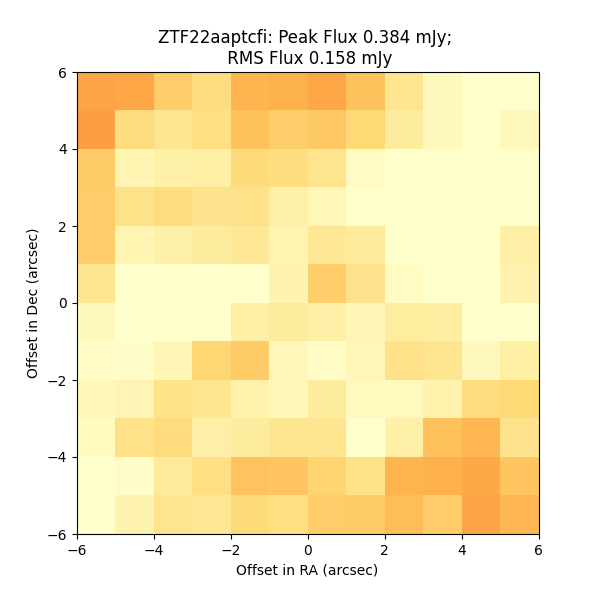 ZTF22aaptcfi: Peak Flux 0.384 mJy;
RMS Flux 0.158 mJy
6
4
2
0
−2
−4
−6
Offset in Dec (arcsec)
−6 −4 −2 0 2 4 6
Offset in RA (arcsec)